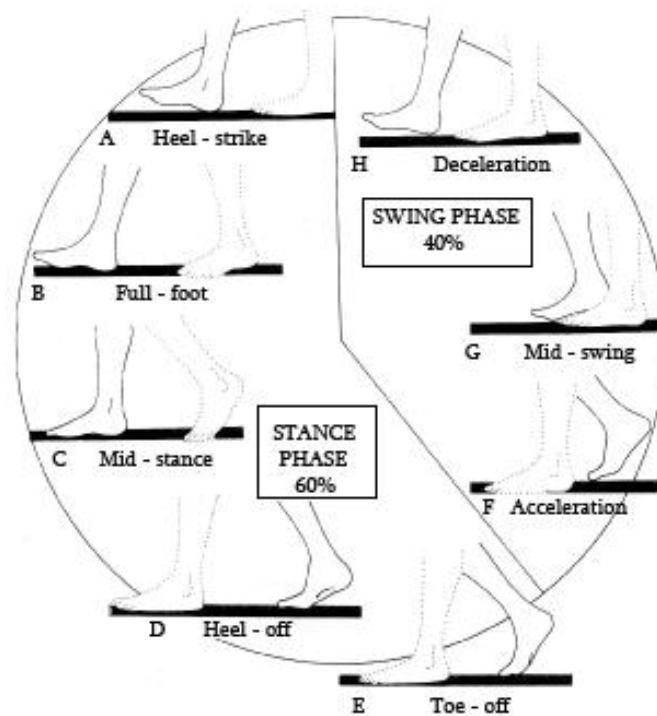 A Heel - strike
H Deceleration
SWING PHASE
40%
B Full - foot
G Mid - swing
C Mid - stance
STANCE
PHASE
60%
F Acceleration
D Heel - off
E Toe - off